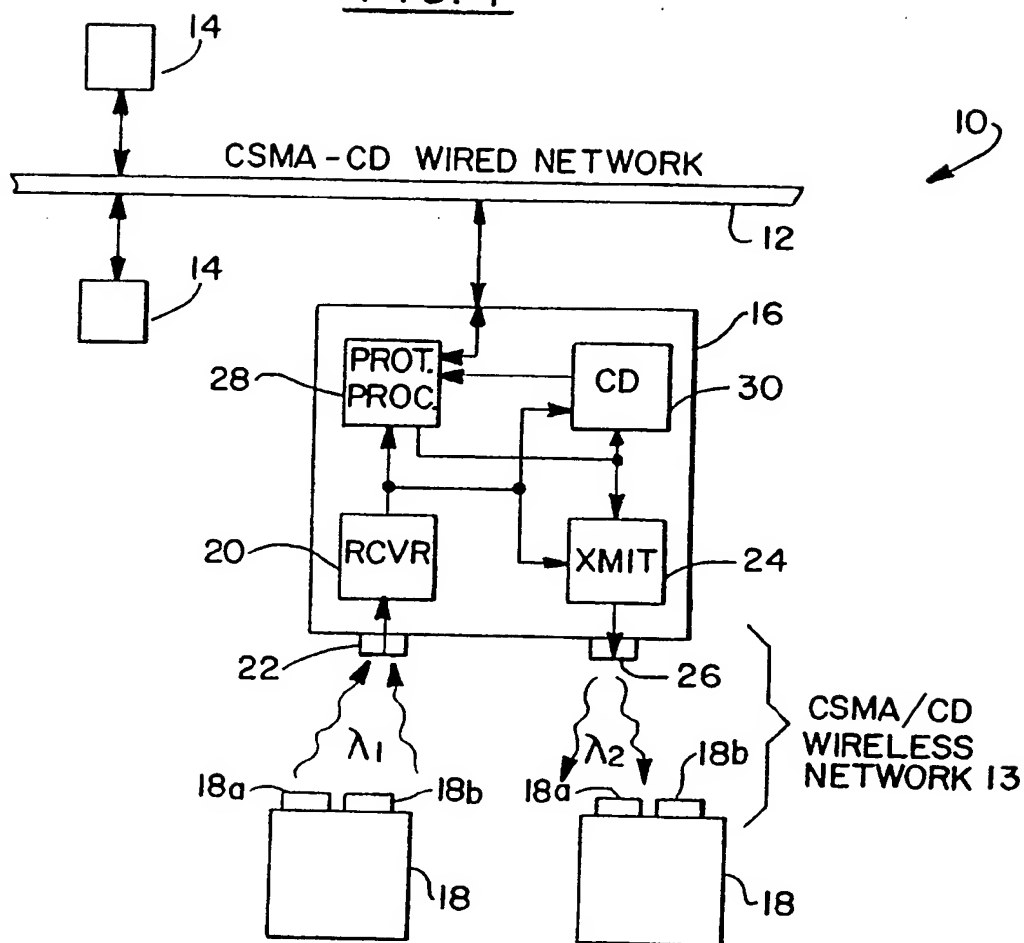 14
10
CSMA-CD WIRED NETWORK
12
14
16
PROT.
PROC.
28
CD
30
20
RCVR
XMIT
24
22
26
λ1
λ2
CSMA/CD
WIRELESS
NETWORK 13
18a
18b
18a
18b
18
18